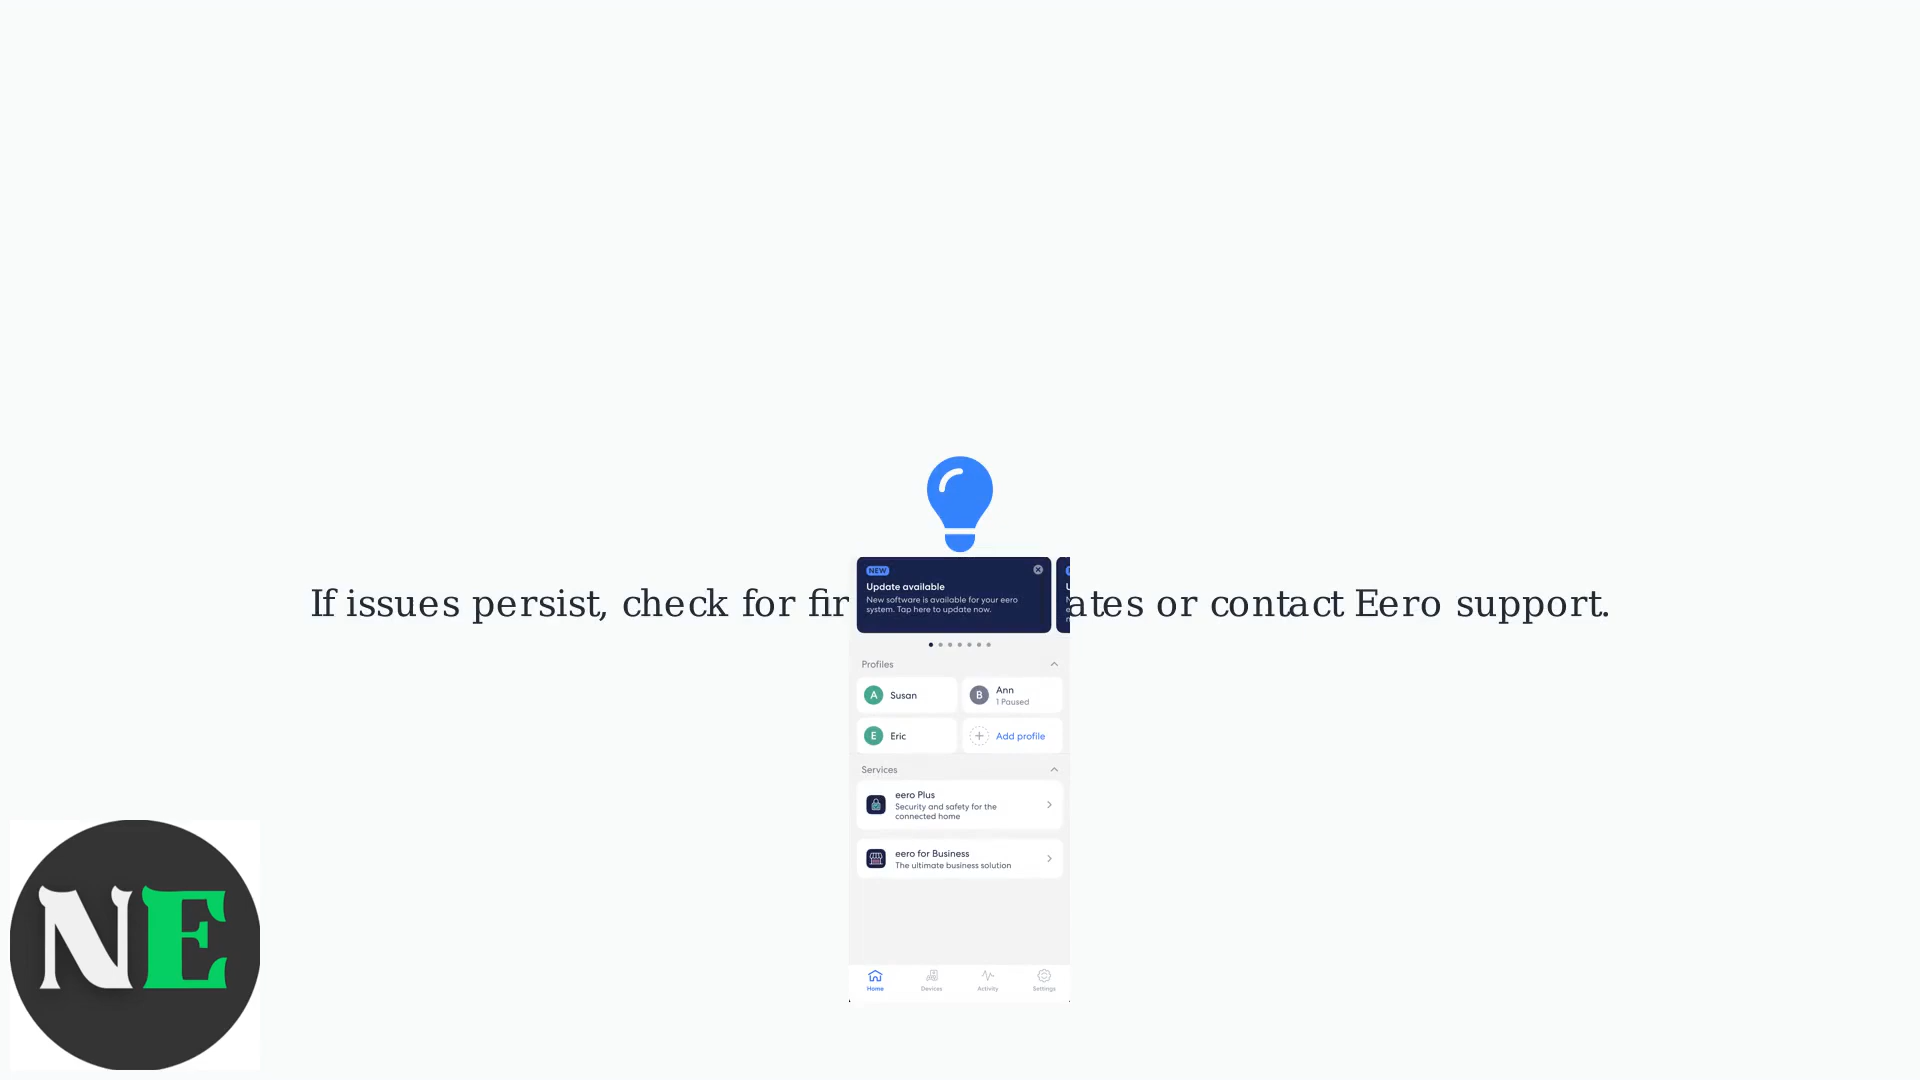 If issues persist, check for fir ates or contact Eero support.
NEW
Update available
New software is available for your eero
system. Tap here to update now.
Profiles
A Susan
B Ann
1 Paused
E Eric
Add profile
Services
eero Plus
Security and safety for the
connected home
eero for Business
The ultimate business solution
Home Devices Activity Settings
NE